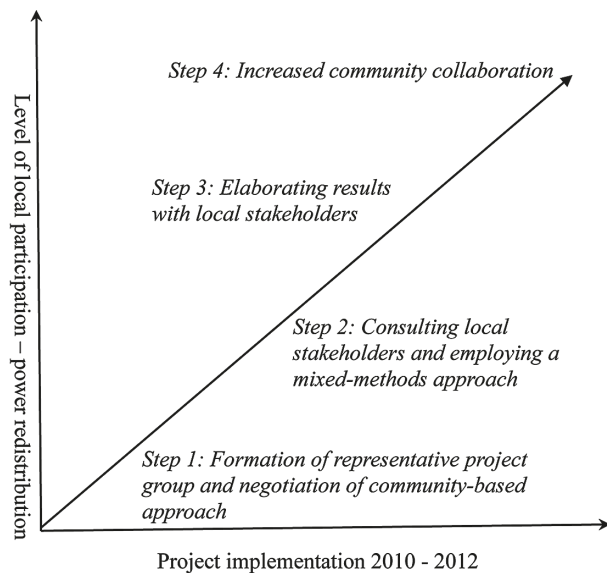 Level of local participation – power redistribution
Step 4: Increased community collaboration
Step 3: Elaborating results
with local stakeholders
Step 2: Consulting local
stakeholders and employing a
mixed-methods approach
Step 1: Formation of representative project
group and negotiation of community-based
approach
Project implementation 2010 - 2012